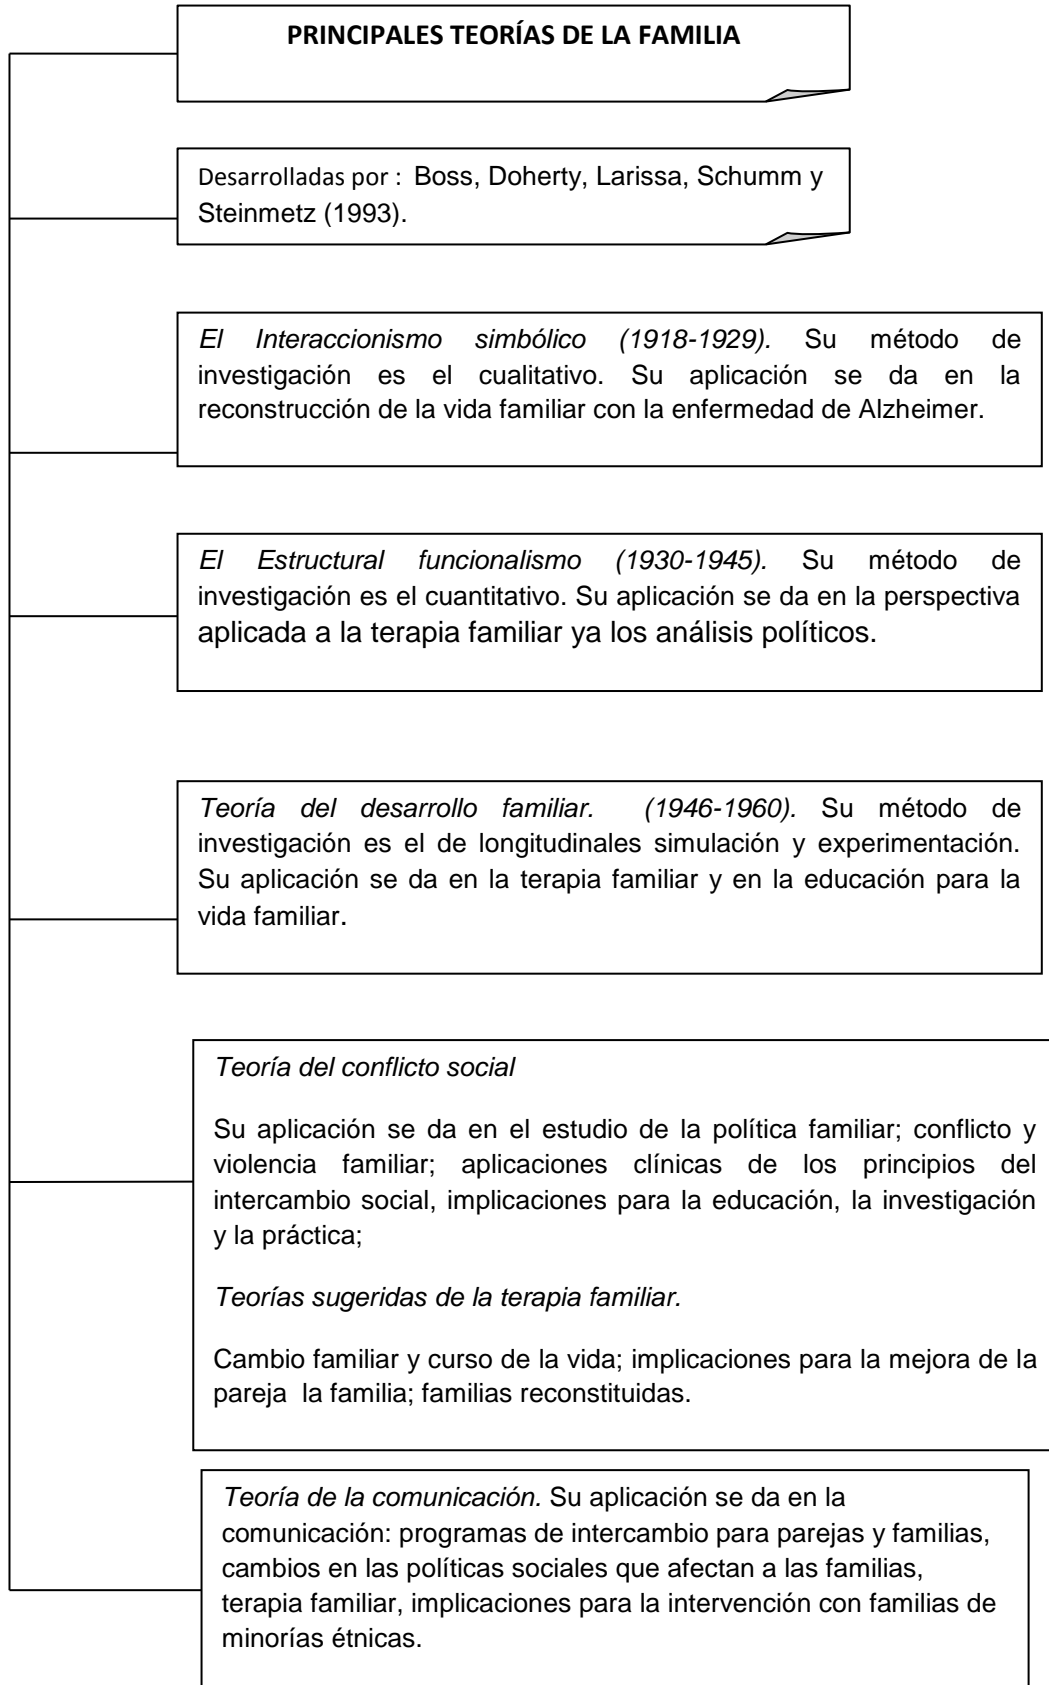 PRINCIPALES TEORÍAS DE LA FAMILIA
Desarrolladas por : Boss, Doherty, Larissa, Schumm y
Steinmetz (1993).
El Interaccionismo simbólico (1918-1929). Su método de
investigación es el cualitativo. Su aplicación se da en la
reconstrucción de la vida familiar con la enfermedad de Alzheimer.
El Estructural funcionalismo (1930-1945). Su método de
investigación es el cuantitativo. Su aplicación se da en la perspectiva
aplicada a la terapia familiar ya los análisis políticos.
Teoría del desarrollo familiar. (1946-1960). Su método de
investigación es el de longitudinales simulación y experimentación.
Su aplicación se da en la terapia familiar y en la educación para la
vida familiar.
Teoría del conflicto social
Su aplicación se da en el estudio de la política familiar; conflicto y
violencia familiar; aplicaciones clínicas de los principios del
intercambio social, implicaciones para la educación, la investigación
y la práctica;
Teorías sugeridas de la terapia familiar.
Cambio familiar y curso de la vida; implicaciones para la mejora de la
pareja la familia; familias reconstituidas.
Teoría de la comunicación. Su aplicación se da en la
comunicación: programas de intercambio para parejas y familias,
cambios en las políticas sociales que afectan a las familias,
terapia familiar, implicaciones para la intervención con familias de
minorías étnicas.